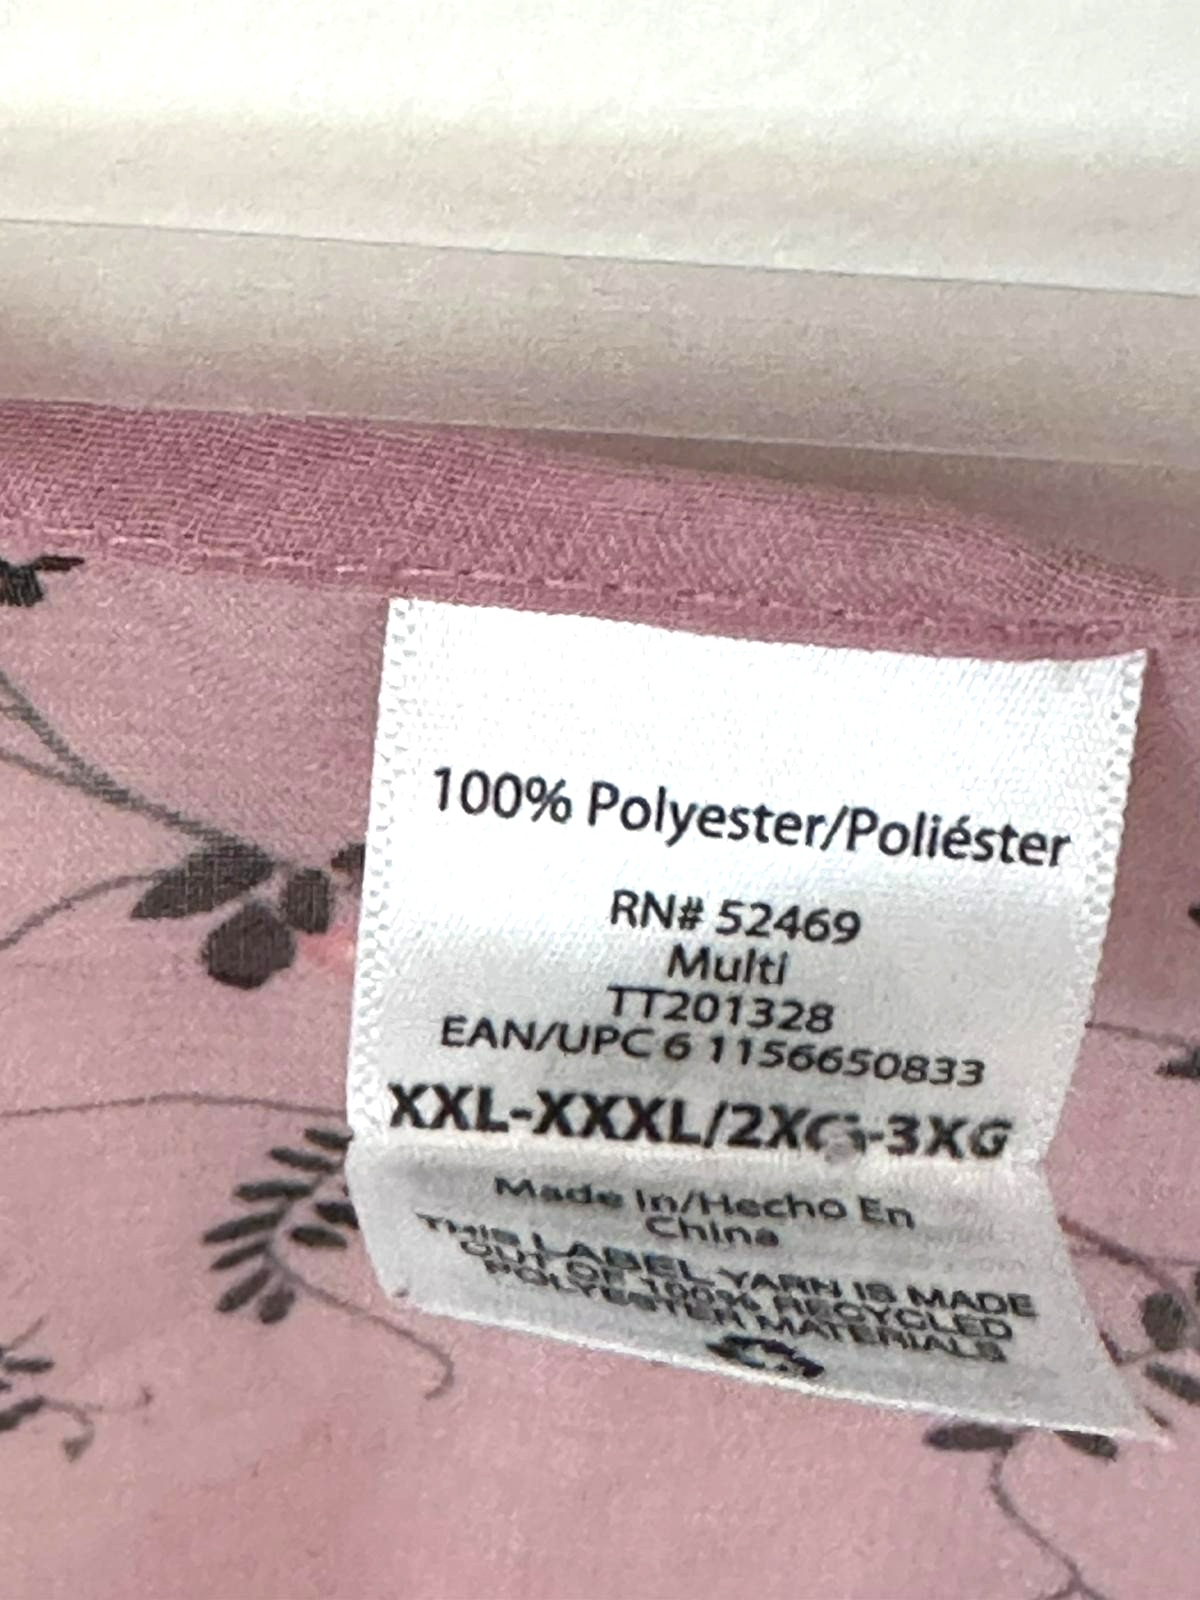 100% Polyester/Poliéster
RN# 52469
Multi
TT201328
EAN/UPC 6 1156650833
XXL-XXXL/2XG-3XG
Made In/Hecho En
China
THIS LABEL YARN IS MADE
OUT OF 100% RECYCLED
POLYESTER MATERIALS